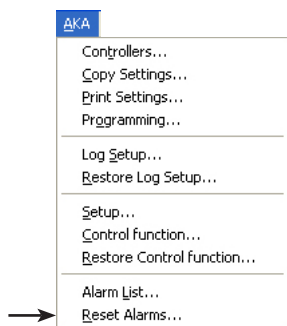 AKA
Controllers...
Copy Settings...
Print Settings...
Programming...
Log Setup...
Restore Log Setup...
Setup...
Control function...
Restore Control function...
Alarm List...
Reset Alarms...